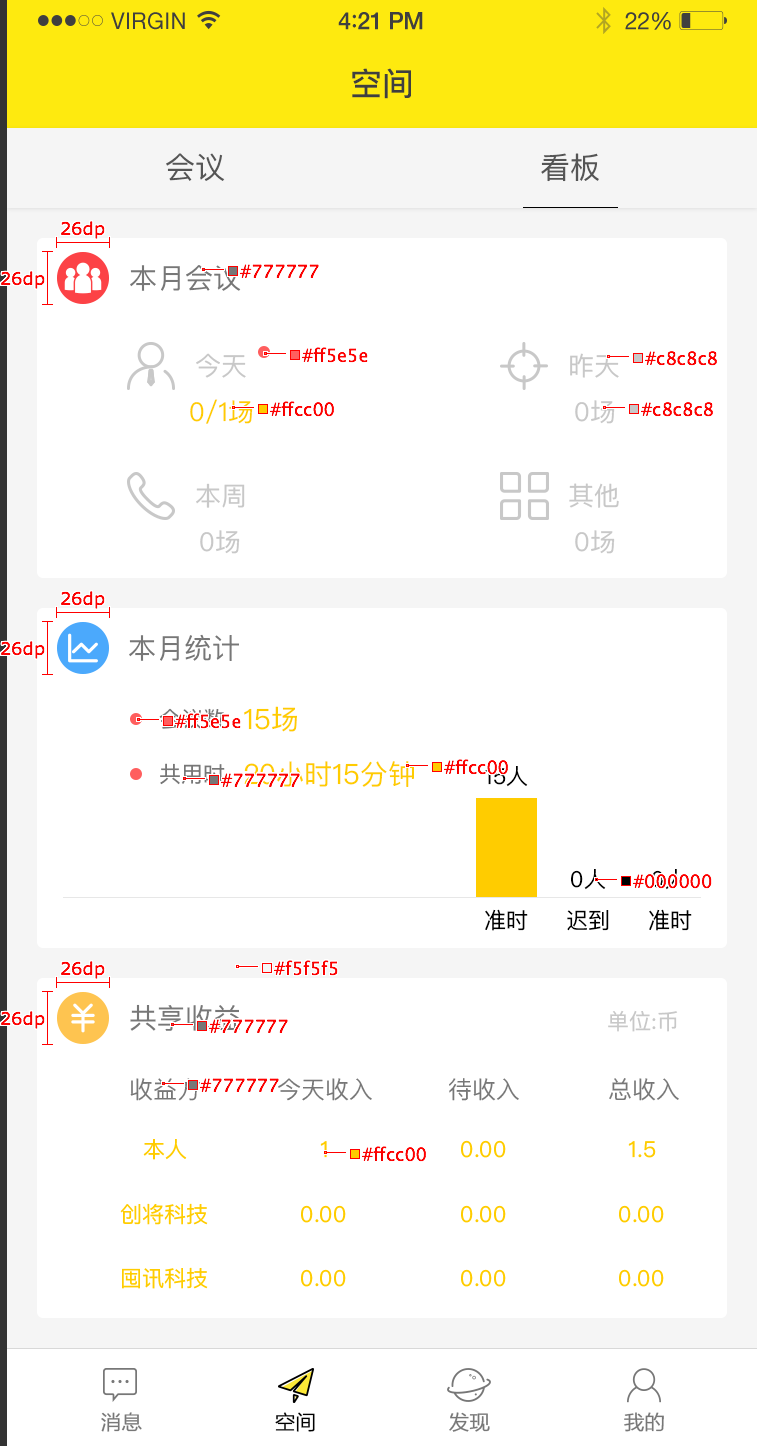 VIRGIN 4:21 PM 22%
空间
会议 看板
26dp
26dp 本月会议 #777777
今天 #ff5e5e 昨天 #c8c8c8
0/1场 #ffcc00 0场 #c8c8c8
本周 其他
0场 0场
26dp
26dp 本月统计
会议数 #ff5e5e 15场
共用时 #777777 22小时15分钟 #ffcc00
15人
0人 #000000
准时 迟到 准时
26dp #f5f5f5
26dp 共享收益 #777777 单位:币
收益方 #777777 今天收入 待收入 总收入
本人 1 #ffcc00 0.00 1.5
创将科技 0.00 0.00 0.00
囤讯科技 0.00 0.00 0.00
消息 空间 发现 我的